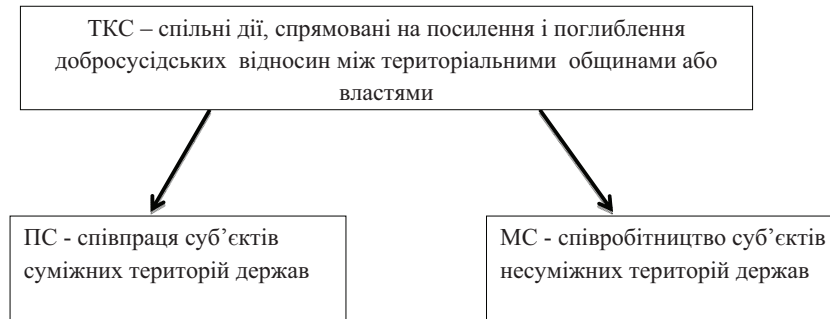 ТКС – спільні дії, спрямовані на посилення і поглиблення
добросусідських відносин між територіальними общинами або
властями
ПС - співпраця суб’єктів
суміжних територій держав
МС - співробітництво суб’єктів
несуміжних територій держав